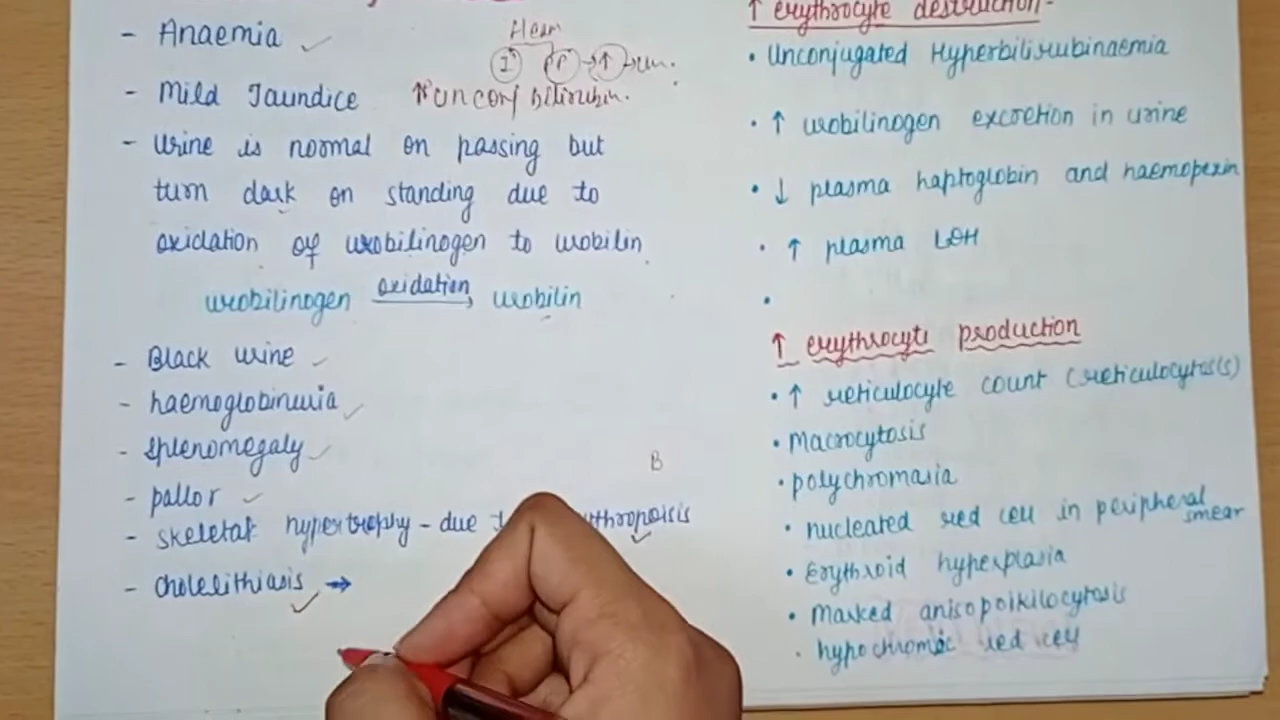 - Anaemia
- Mild Jaundice
Haem
↑ unconj bilirubin.
- Urine is normal on passing but
turn dark on standing due to
oxidation of urobilinogen to urobilin
urobilinogen oxidation urobilin
- Black urine
- haemoglobinuria
- Splenomegaly
- pallor
- skeletal hypertrophy - due
- Cholelithiasis →
B
↑ erythrocyte destruction-
• Unconjugated Hyperbilirubinaemia
• ↑ urobilinogen excretion in urine
• ↓ plasma haptoglobin and haemopexin
• ↑ plasma LDH
•
↑ erythrocyte production
• ↑ reticulocyte count (reticulocytosis)
• Macrocytosis
• polychromasia
• nucleated red cell in peripheral
smear
• Erythroid hyperplasia
• Marked anisopoikilocytosis
• hypochromic red cell